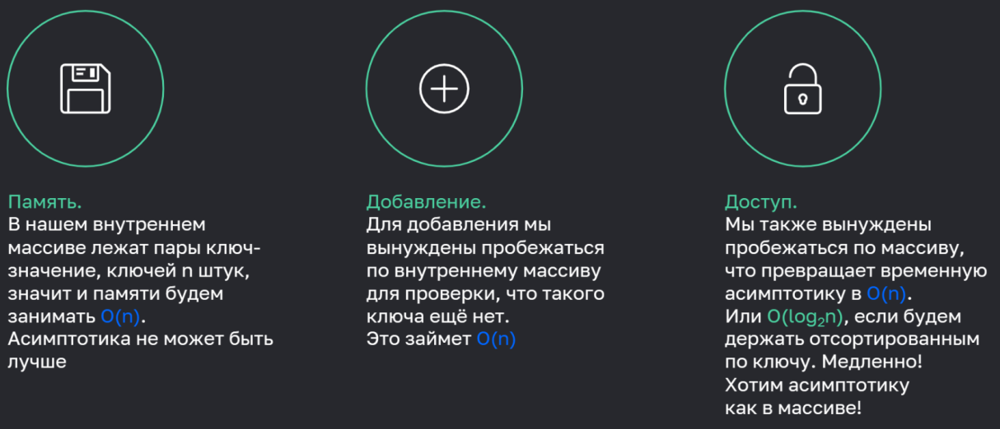 Память.
В нашем внутреннем
массиве лежат пары ключ-
значение, ключей n штук,
значит и памяти будем
занимать O(n).
Асимптотика не может быть
лучше
Добавление.
Для добавления мы
вынуждены пробежаться
по внутреннему массиву
для проверки, что такого
ключа ещё нет.
Это займет O(n)
Доступ.
Мы также вынуждены
пробежаться по массиву,
что превращает временную
асимптотику в O(n).
Или O(log₂n), если будем
держать отсортированным
по ключу. Медленно!
Хотим асимптотику
как в массиве!